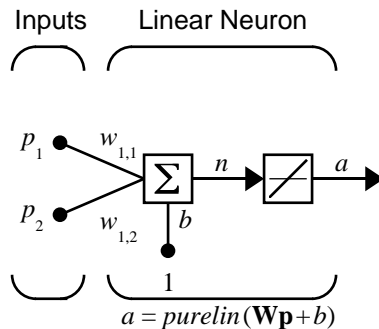 Inputs Linear Neuron
p1 w1,1 Σ n a
p2 w1,2 b
1
a = purelin(Wp+b)